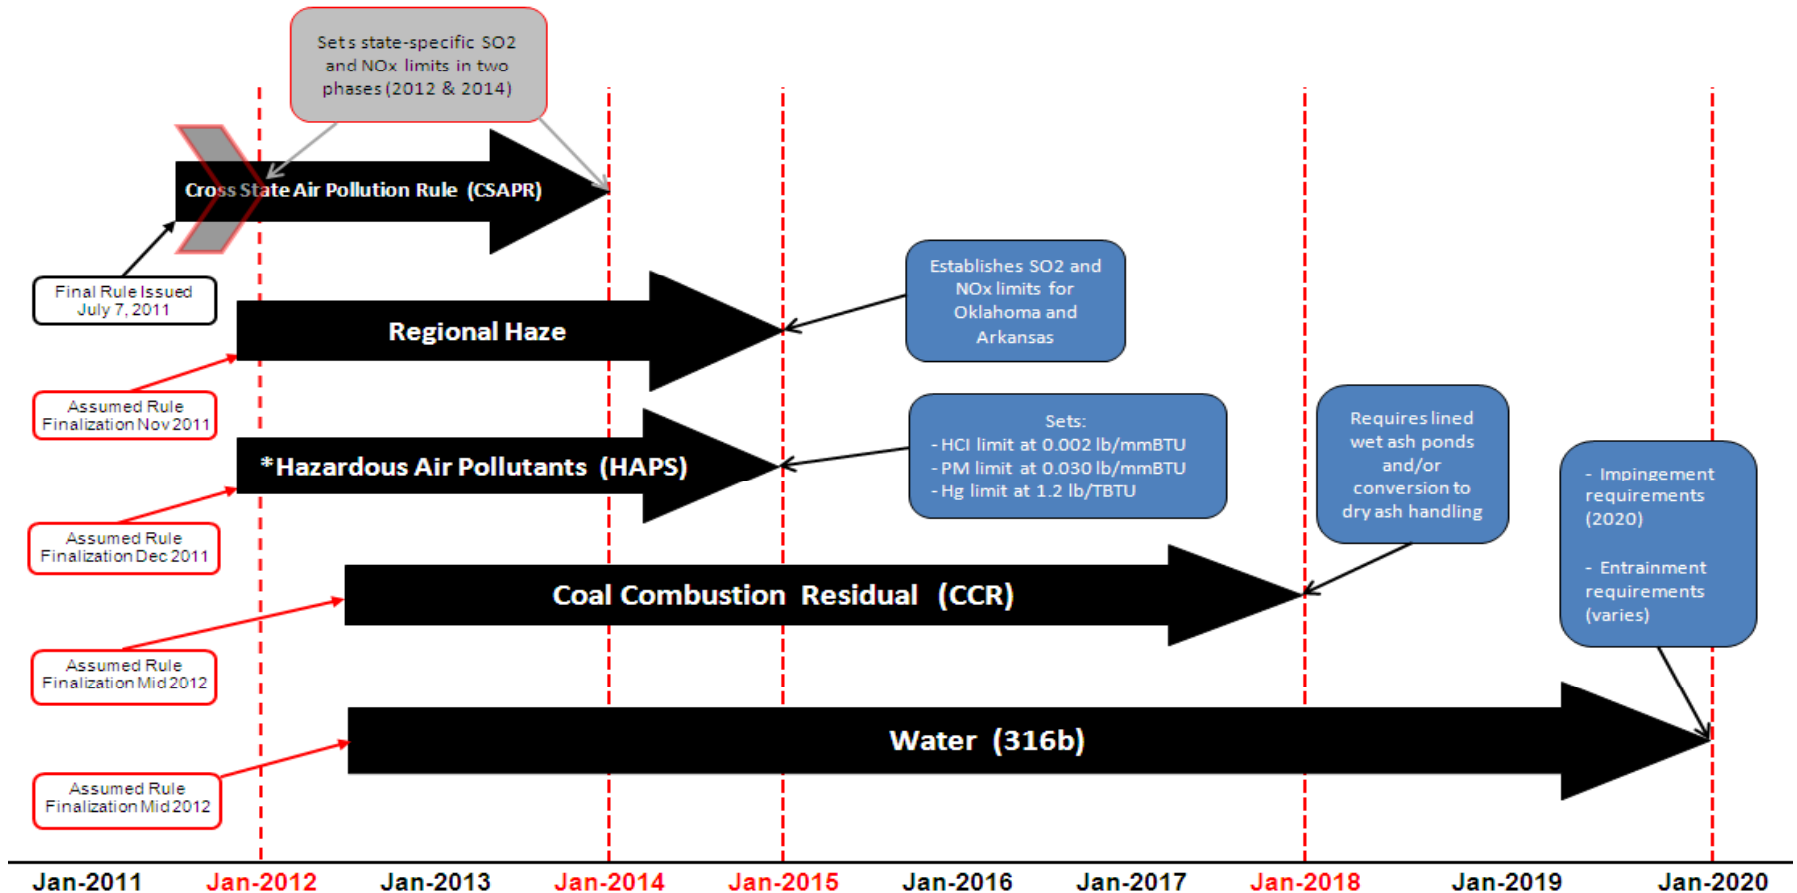 Sets state-specific SO2
and NOx limits in two
phases (2012 & 2014)
Cross State Air Pollution Rule (CSAPR)
Final Rule Issued
July 7, 2011
Establishes SO2 and
NOx limits for
Oklahoma and
Arkansas
Regional Haze
Assumed Rule
Finalization Nov 2011
Sets:
- HCI limit at 0.002 lb/mmBTU
- PM limit at 0.030 lb/mmBTU
- Hg limit at 1.2 lb/TBTU
*Hazardous Air Pollutants (HAPS)
Assumed Rule
Finalization Dec 2011
Requires lined
wet ash ponds
and/or
conversion to
dry ash handling
Coal Combustion Residual (CCR)
Assumed Rule
Finalization Mid 2012
- Impingement
requirements
(2020)
- Entrainment
requirements
(varies)
Water (316b)
Assumed Rule
Finalization Mid 2012
Jan-2011 Jan-2012 Jan-2013 Jan-2014 Jan-2015 Jan-2016 Jan-2017 Jan-2018 Jan-2019 Jan-2020